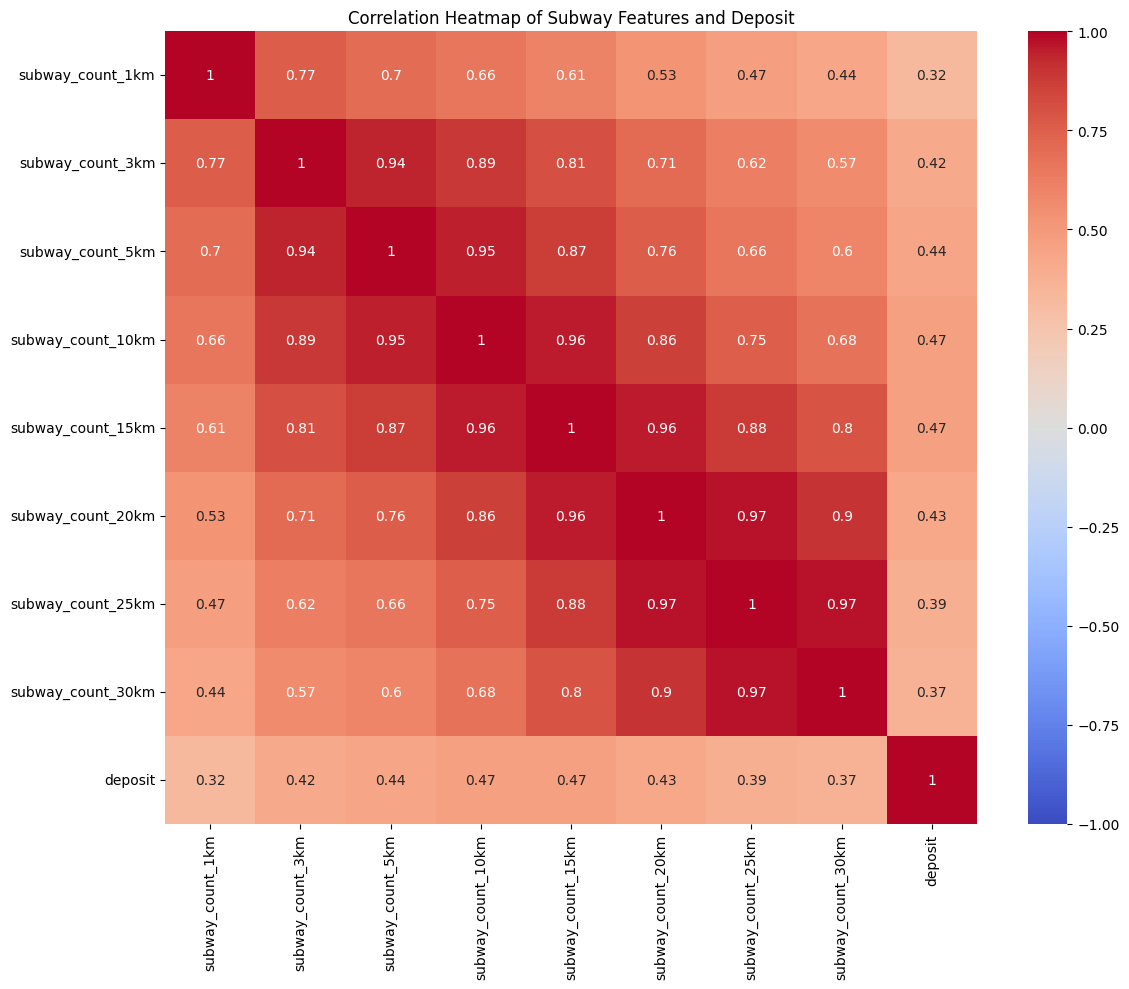 Correlation Heatmap of Subway Features and Deposit
subway_count_1km 1 0.77 0.7 0.66 0.61 0.53 0.47 0.44 0.32
subway_count_3km 0.77 1 0.94 0.89 0.81 0.71 0.62 0.57 0.42
subway_count_5km 0.7 0.94 1 0.95 0.87 0.76 0.66 0.6 0.44
subway_count_10km 0.66 0.89 0.95 1 0.96 0.86 0.75 0.68 0.47
subway_count_15km 0.61 0.81 0.87 0.96 1 0.96 0.88 0.8 0.47
subway_count_20km 0.53 0.71 0.76 0.86 0.96 1 0.97 0.9 0.43
subway_count_25km 0.47 0.62 0.66 0.75 0.88 0.97 1 0.97 0.39
subway_count_30km 0.44 0.57 0.6 0.68 0.8 0.9 0.97 1 0.37
deposit 0.32 0.42 0.44 0.47 0.47 0.43 0.39 0.37 1
subway_count_1km
subway_count_3km
subway_count_5km
subway_count_10km
subway_count_15km
subway_count_20km
subway_count_25km
subway_count_30km
deposit
1.00
0.75
0.50
0.25
0.00
−0.25
−0.50
−0.75
−1.00